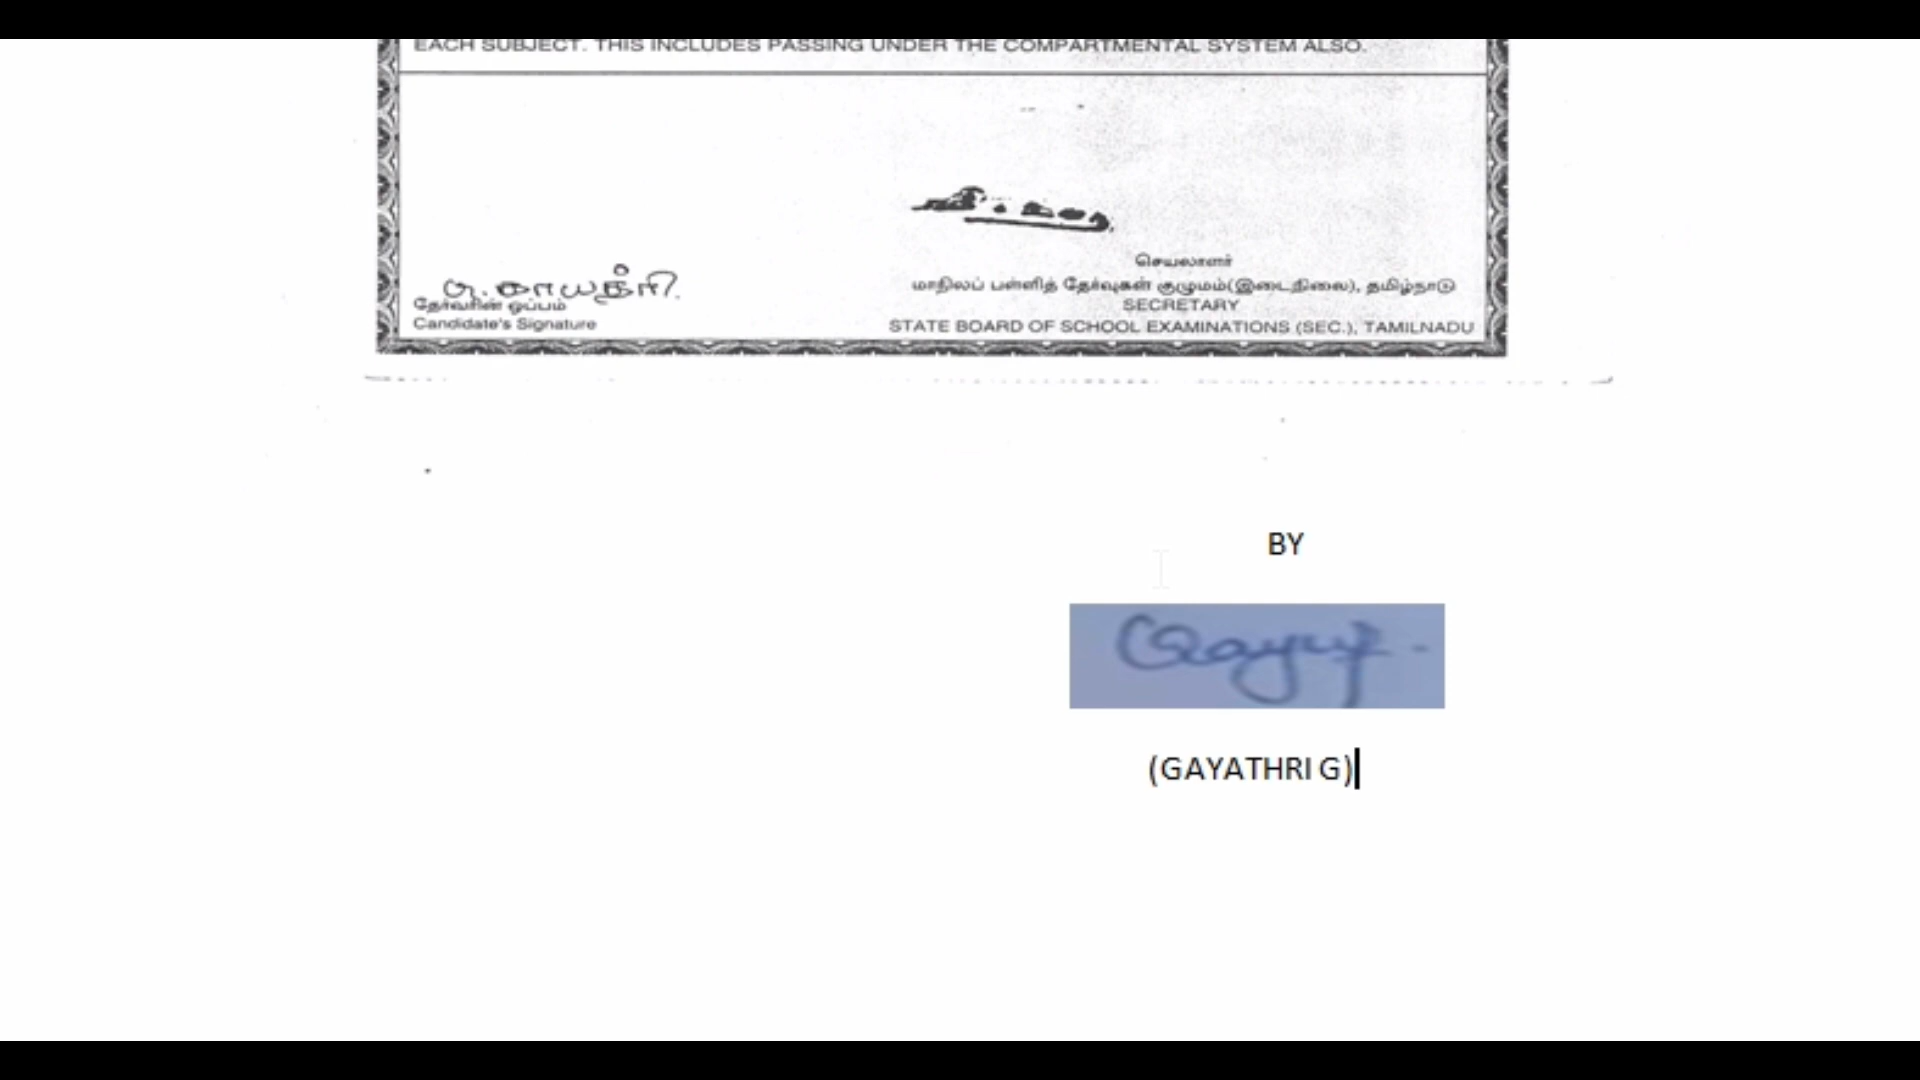 EACH SUBJECT. THIS INCLUDES PASSING UNDER THE COMPARTMENTAL SYSTEM ALSO.
செயலாளர்
மாநிலப் பள்ளித் தேர்வுகள் குழுமம்(இடைநிலை), தமிழ்நாடு
SECRETARY
STATE BOARD OF SCHOOL EXAMINATIONS (SEC.), TAMILNADU
கு. காயத்ரி.
தேர்வரின் ஒப்பம்
Candidate's Signature
BY
(GAYATHRI G)